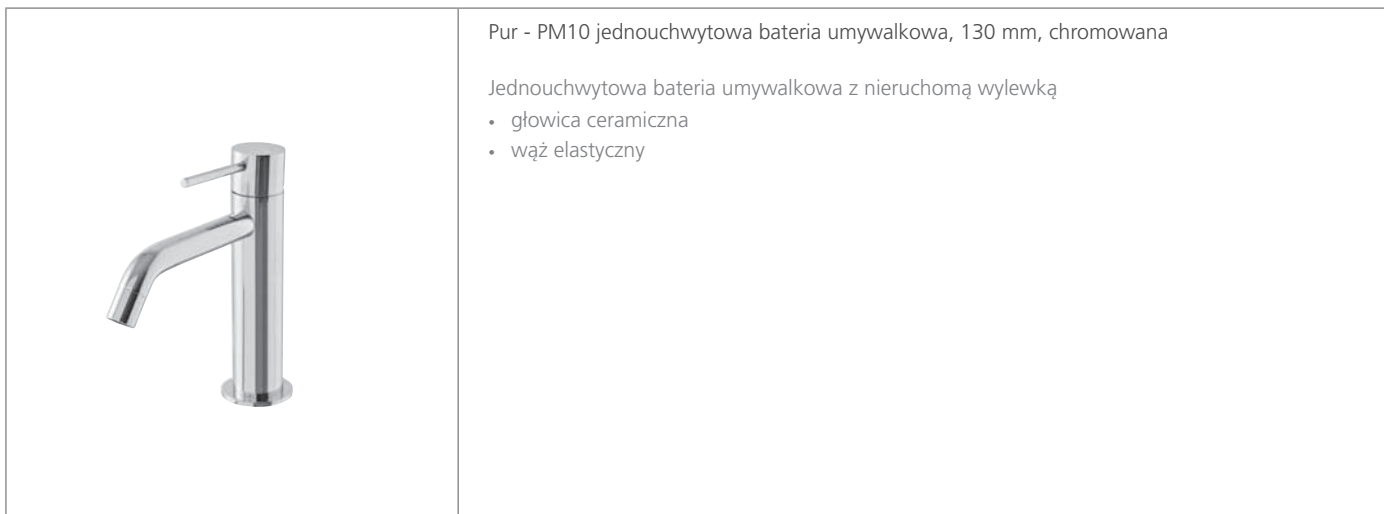 Pur - PM10 jednouchwytowa bateria umywalkowa, 130 mm, chromowana
Jednouchwytowa bateria umywalkowa z nieruchomą wylewką
• głowica ceramiczna
• wąż elastyczny